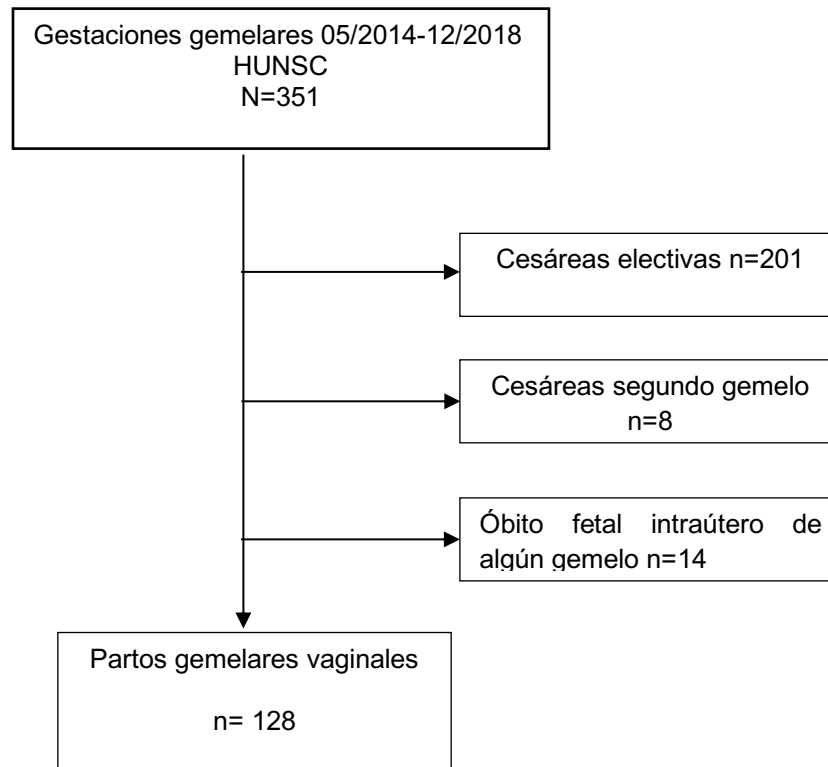 Gestaciones gemelares 05/2014-12/2018
HUNSC
N=351
Cesáreas electivas n=201
Cesáreas segundo gemelo
n=8
Óbito fetal intraútero de
algún gemelo n=14
Partos gemelares vaginales
n= 128